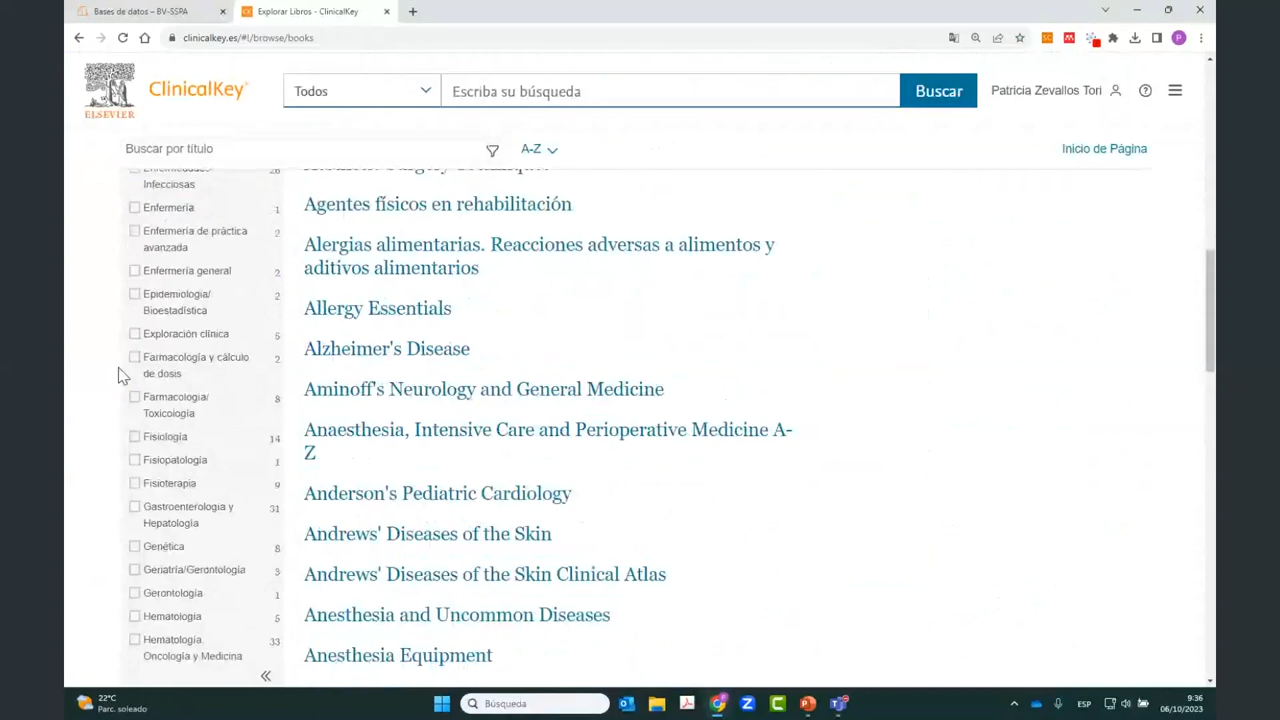 Bases de datos – BV-SSPA
Explorar Libros - ClinicalKey
clinicalkey.es/#!/browse/books
ELSEVIER
ClinicalKey
Todos
Escriba su búsqueda
Buscar
Patricia Zevallos Tori
Buscar por título
A-Z
Inicio de Página
Infecciosas
Enfermería 1
Enfermería de práctica
avanzada 2
Enfermería general 2
Epidemiología/
Bioestadística 2
Exploración clínica 5
Farmacología y cálculo
de dosis 2
Farmacología/
Toxicología 8
Fisiología 14
Fisiopatología 1
Fisioterapia 9
Gastroenterología y
Hepatología 31
Genética 8
Geriatría/Gerontología 3
Gerontología 1
Hematología 5
Hematología,
Oncología y Medicina 33
Agentes físicos en rehabilitación
Alergias alimentarias. Reacciones adversas a alimentos y
aditivos alimentarios
Allergy Essentials
Alzheimer's Disease
Aminoff's Neurology and General Medicine
Anaesthesia, Intensive Care and Perioperative Medicine A-
Z
Anderson's Pediatric Cardiology
Andrews' Diseases of the Skin
Andrews' Diseases of the Skin Clinical Atlas
Anesthesia and Uncommon Diseases
Anesthesia Equipment
22°C
Parc. soleado
Búsqueda
ESP
9:36
06/10/2023